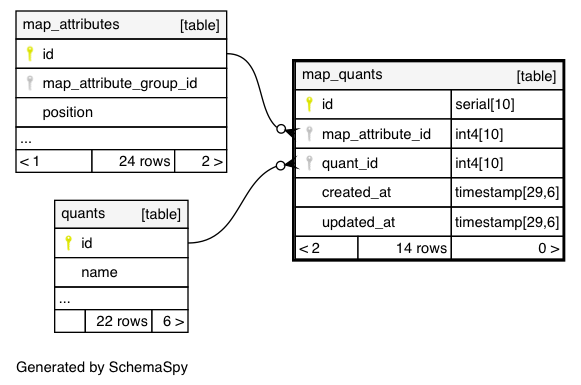 map_attributes [table]
id
map_attribute_group_id
position
...
< 1 24 rows 2 >
map_quants [table]
id serial[10]
map_attribute_id int4[10]
quant_id int4[10]
created_at timestamp[29,6]
updated_at timestamp[29,6]
< 2 14 rows 0 >
quants [table]
id
name
...
22 rows 6 >
Generated by SchemaSpy